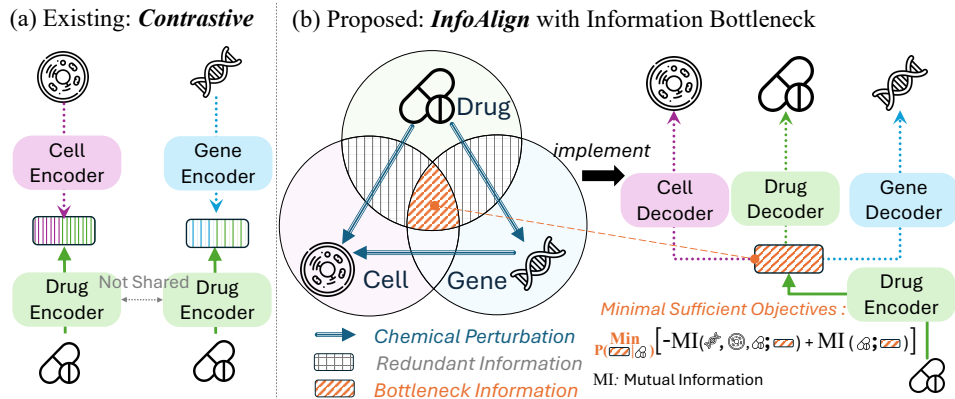 (a) Existing: Contrastive
Cell
Encoder
Gene
Encoder
Not Shared
Drug
Encoder
Drug
Encoder
(b) Proposed: InfoAlign with Information Bottleneck
Drug
Cell
Gene
implement
Chemical Perturbation
Redundant Information
Bottleneck Information
Cell
Decoder
Drug
Decoder
Gene
Decoder
Drug
Encoder
Minimal Sufficient Objectives :
Min
P( | )
[-MI( , , ; ) + MI ( ; )]
MI: Mutual Information